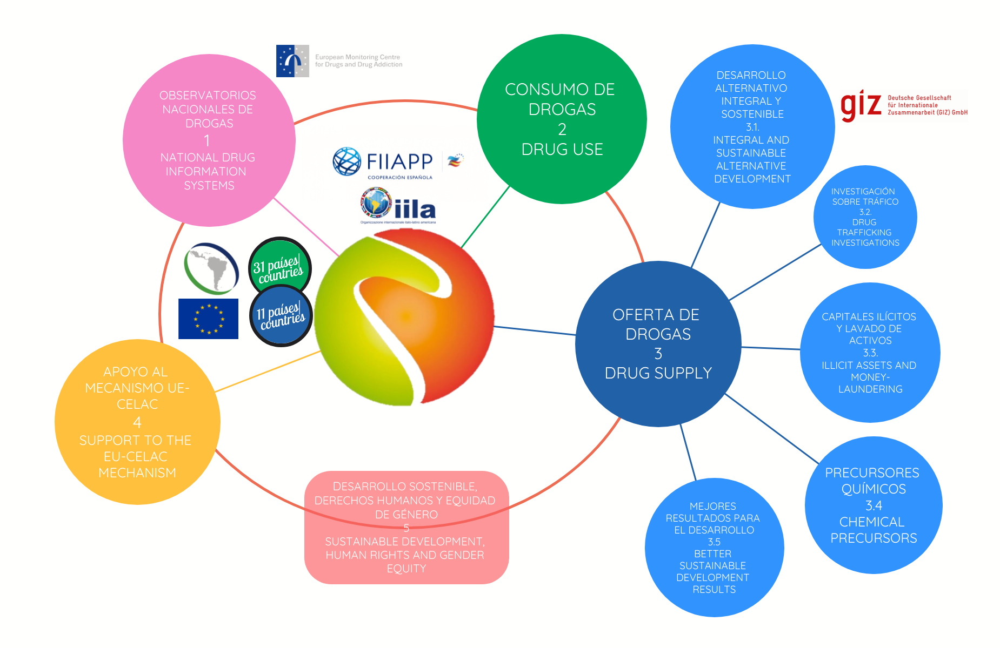 European Monitoring Centre
for Drugs and Drug Addiction
OBSERVATORIOS
NACIONALES DE
DROGAS
1
NATIONAL DRUG
INFORMATION
SYSTEMS
CONSUMO DE
DROGAS
2
DRUG USE
DESARROLLO
ALTERNATIVO
INTEGRAL Y
SOSTENIBLE
3.1.
INTEGRAL AND
SUSTAINABLE
ALTERNATIVE
DEVELOPMENT
giz
Deutsche Gesellschaft
für Internationale
Zusammenarbeit (GIZ) GmbH
FIIAPP
COOPERACIÓN ESPAÑOLA
iila
Organizzazione internazionale italo-latino americana
INVESTIGACIÓN
SOBRE TRÁFICO
3.2.
DRUG
TRAFFICKING
INVESTIGATIONS
31 países
countries
11 países
countries
OFERTA DE
DROGAS
3
DRUG SUPPLY
CAPITALES ILÍCITOS
Y LAVADO DE
ACTIVOS
3.3.
ILLICIT ASSETS AND
MONEY-
LAUNDERING
APOYO AL
MECANISMO UE-
CELAC
4
SUPPORT TO THE
EU-CELAC
MECHANISM
DESARROLLO SOSTENIBLE,
DERECHOS HUMANOS Y EQUIDAD
DE GÉNERO
5
SUSTAINABLE DEVELOPMENT,
HUMAN RIGHTS AND GENDER
EQUITY
PRECURSORES
QUÍMICOS
3.4
CHEMICAL
PRECURSORS
MEJORES
RESULTADOS PARA
EL DESARROLLO
3.5
BETTER
SUSTAINABLE
DEVELOPMENT
RESULTS